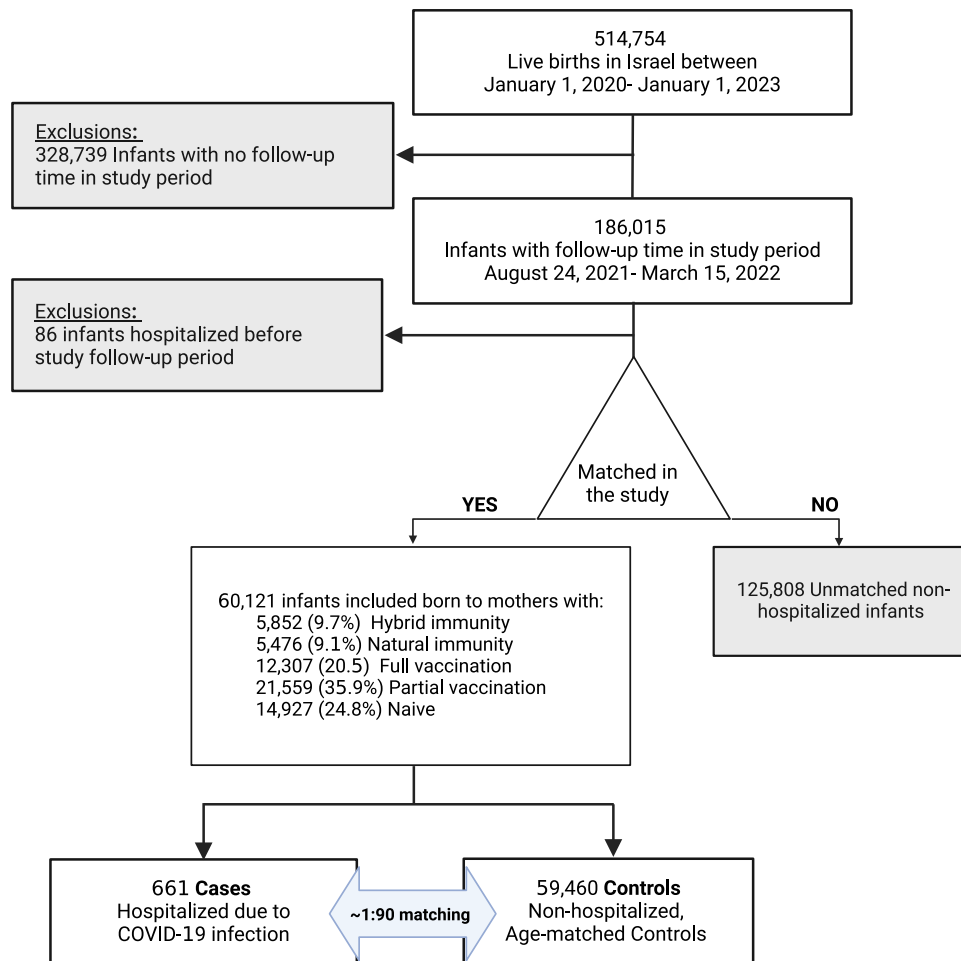 514,754
Live births in Israel between
January 1, 2020- January 1, 2023
Exclusions:
328,739 Infants with no follow-up
time in study period
186,015
Infants with follow-up time in study period
August 24, 2021- March 15, 2022
Exclusions:
86 infants hospitalized before
study follow-up period
Matched in
the study
YES
NO
60,121 infants included born to mothers with:
5,852 (9.7%) Hybrid immunity
5,476 (9.1%) Natural immunity
12,307 (20.5) Full vaccination
21,559 (35.9%) Partial vaccination
14,927 (24.8%) Naive
125,808 Unmatched non-
hospitalized infants
661 Cases
Hospitalized due to
COVID-19 infection
~1:90 matching
59,460 Controls
Non-hospitalized,
Age-matched Controls